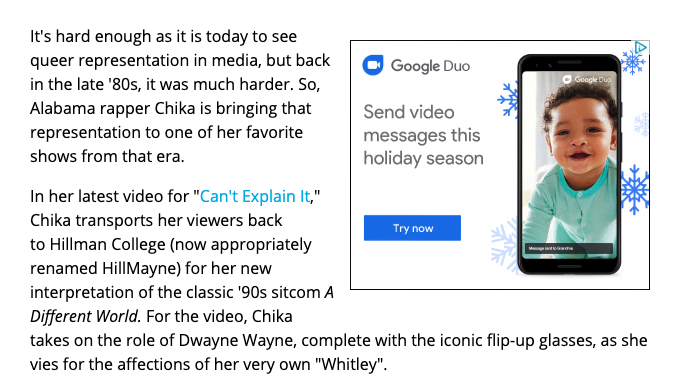 It's hard enough as it is today to see
queer representation in media, but back
in the late '80s, it was much harder. So,
Alabama rapper Chika is bringing that
representation to one of her favorite
shows from that era.
In her latest video for "Can't Explain It,"
Chika transports her viewers back
to Hillman College (now appropriately
renamed HillMayne) for her new
interpretation of the classic '90s sitcom A
Different World. For the video, Chika
takes on the role of Dwayne Wayne, complete with the iconic flip-up glasses, as she
vies for the affections of her very own "Whitley".
Google Duo
Send video
messages this
holiday season
Try now
Google Duo
Message sent to Grandma